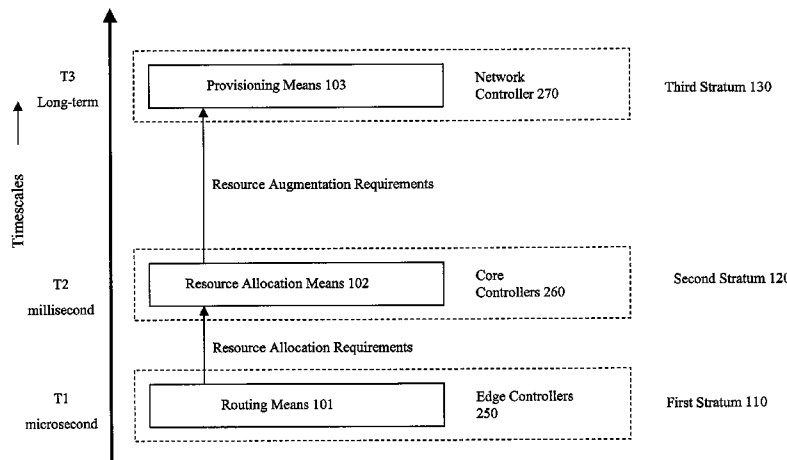 T3
Long-term
Provisioning Means 103
Network
Controller 270
Third Stratum 130
Timescales
Resource Augmentation Requirements
T2
millisecond
Resource Allocation Means 102
Core
Controllers 260
Second Stratum 120
Resource Allocation Requirements
T1
microsecond
Routing Means 101
Edge Controllers
250
First Stratum 110